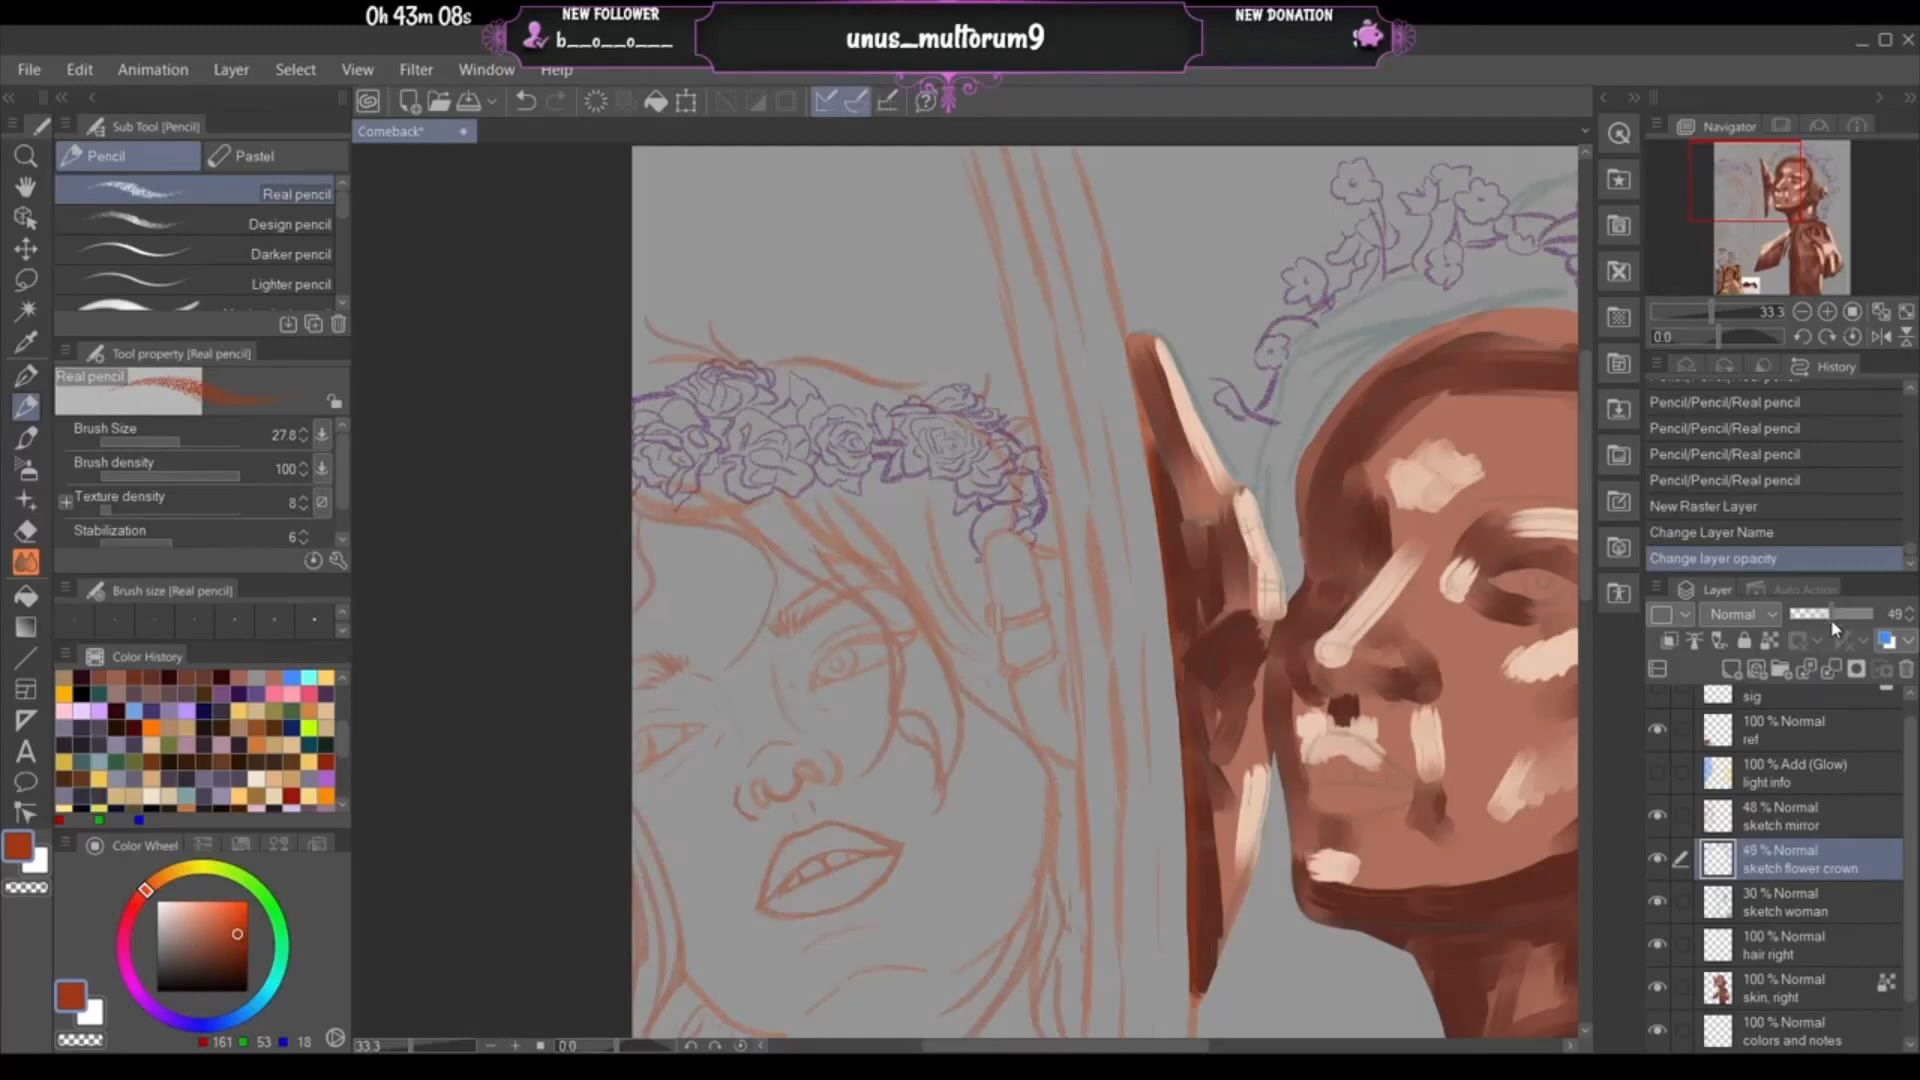 0h 43m 08s
NEW FOLLOWER
b__o__o___
unus_multorum9
NEW DONATION
File Edit Animation Layer Select View Filter Window Help
Sub Tool [Pencil]
Pencil
Pastel
Real pencil
Design pencil
Darker pencil
Lighter pencil
Tool property [Real pencil]
Real pencil
Brush Size 27.8
Brush density 100
Texture density 8
Stabilization 6
Brush size [Real pencil]
Color History
Color Wheel
161 53 18
Comeback*
33.3
0.0
Navigator
33.3
0.0
History
Pencil/Pencil/Real pencil
Pencil/Pencil/Real pencil
Pencil/Pencil/Real pencil
Pencil/Pencil/Real pencil
Pencil/Pencil/Real pencil
New Raster Layer
Change Layer Name
Change layer opacity
Layer
Auto Action
Normal
49
sig
100 % Normal
ref
100 % Add (Glow)
light info
48 % Normal
sketch mirror
49 % Normal
sketch flower crown
30 % Normal
sketch woman
100 % Normal
hair right
100 % Normal
skin, right
100 % Normal
colors and notes